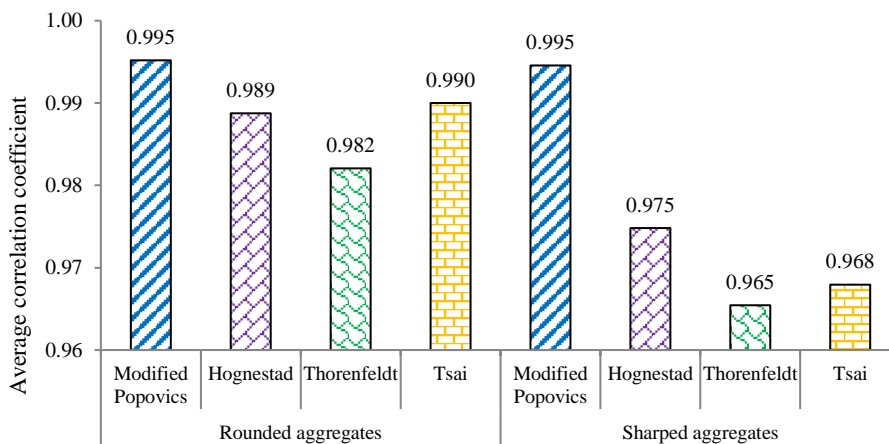 Average correlation coefficient
1.00
0.99
0.98
0.97
0.96
0.995
0.989
0.982
0.990
0.995
0.975
0.965
0.968
Modified
Popovics
Hognestad
Thorenfeldt
Tsai
Modified
Popovics
Hognestad
Thorenfeldt
Tsai
Rounded aggregates
Sharped aggregates